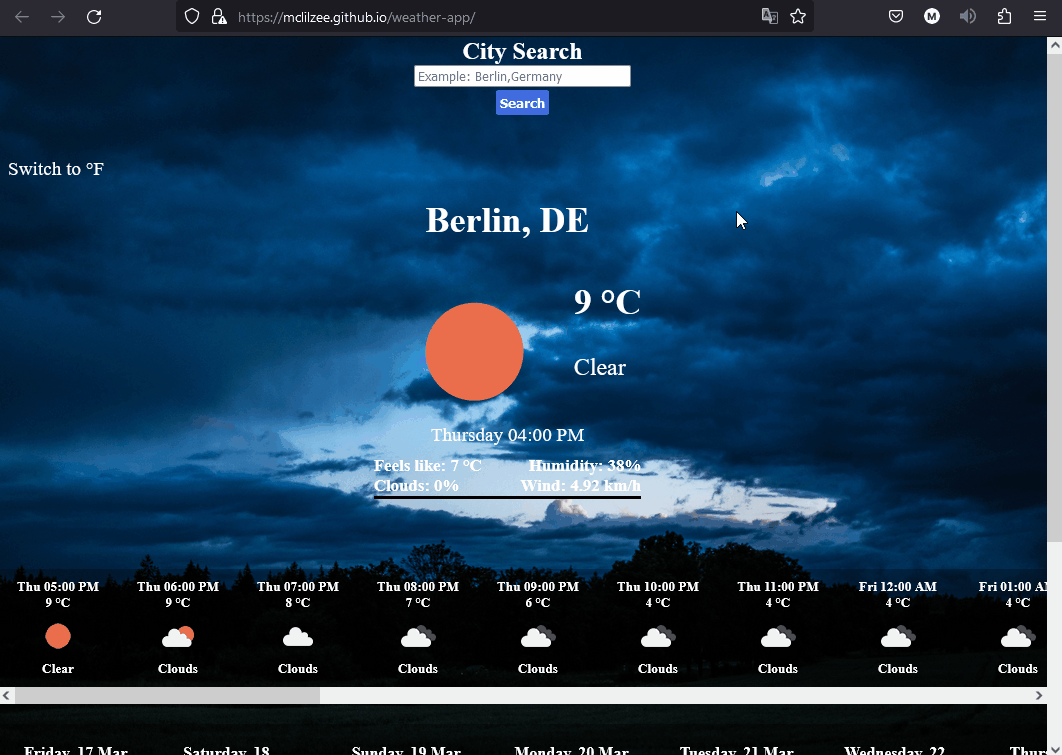 https://mclilzee.github.io/weather-app/
City Search
Example: Berlin,Germany
Search
Switch to °F
Berlin, DE
9 °C
Clear
Thursday 04:00 PM
Feels like: 7 °C Humidity: 38%
Clouds: 0% Wind: 4.92 km/h
Thu 05:00 PM Thu 06:00 PM Thu 07:00 PM Thu 08:00 PM Thu 09:00 PM Thu 10:00 PM Thu 11:00 PM Fri 12:00 AM Fri 01:00 A
9 °C 9 °C 8 °C 7 °C 6 °C 4 °C 4 °C 4 °C 4 °C
Clear Clouds Clouds Clouds Clouds Clouds Clouds Clouds Clouds
Friday, 17 Mar Saturday, 18 Sunday, 19 Mar Monday, 20 Mar Tuesday, 21 Mar Wednesday, 22 Thur